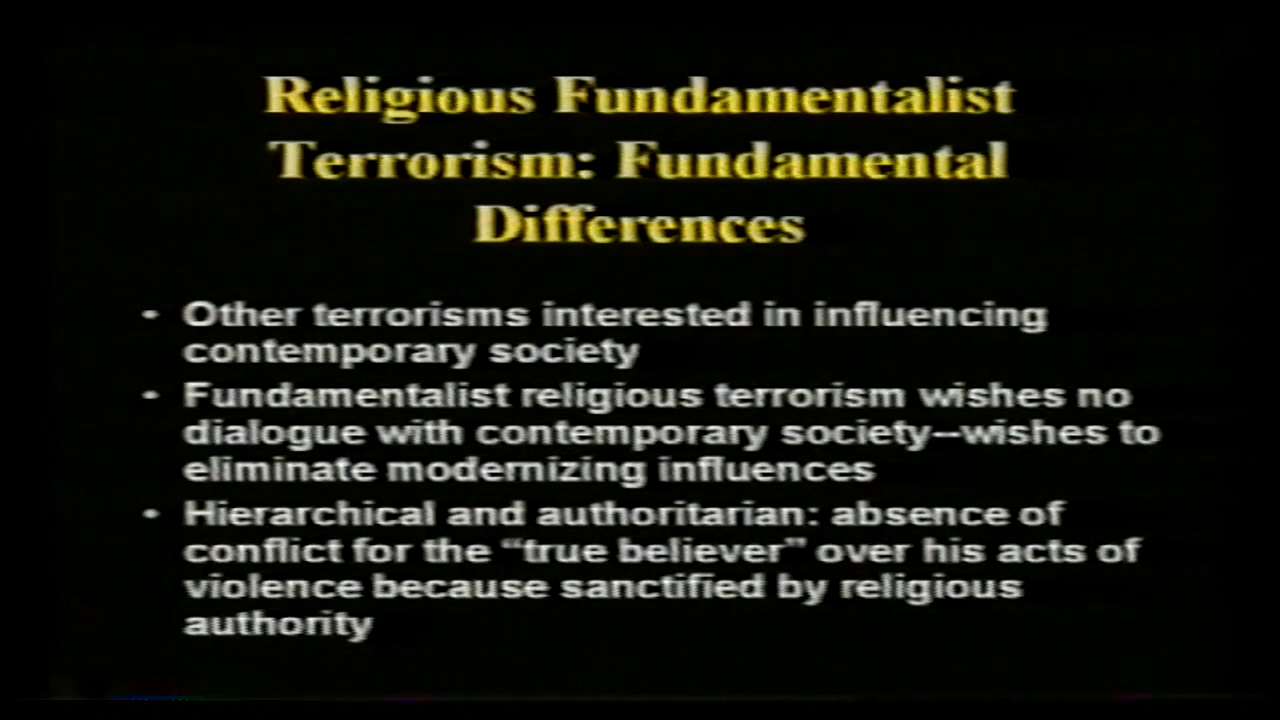 Religious Fundamentalist
Terrorism: Fundamental
Differences
• Other terrorisms interested in influencing
contemporary society
• Fundamentalist religious terrorism wishes no
dialogue with contemporary society--wishes to
eliminate modernizing influences
• Hierarchical and authoritarian: absence of
conflict for the “true believer” over his acts of
violence because sanctified by religious
authority